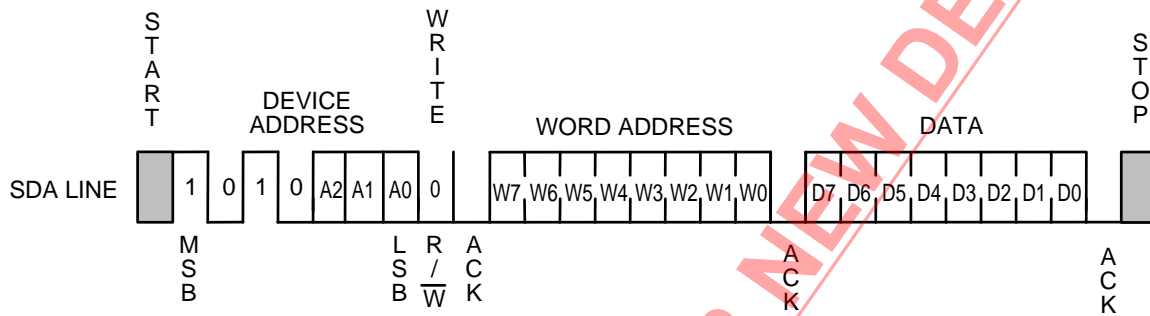 START
WRITE
STOP
DEVICE
ADDRESS
WORD ADDRESS
DATA
SDA LINE
1 0 1 0 A2 A1 A0 0 W7 W6 W5 W4 W3 W2 W1 W0 D7 D6 D5 D4 D3 D2 D1 D0
MSB
LSB
R/W
ACK
ACK
ACK
NEW